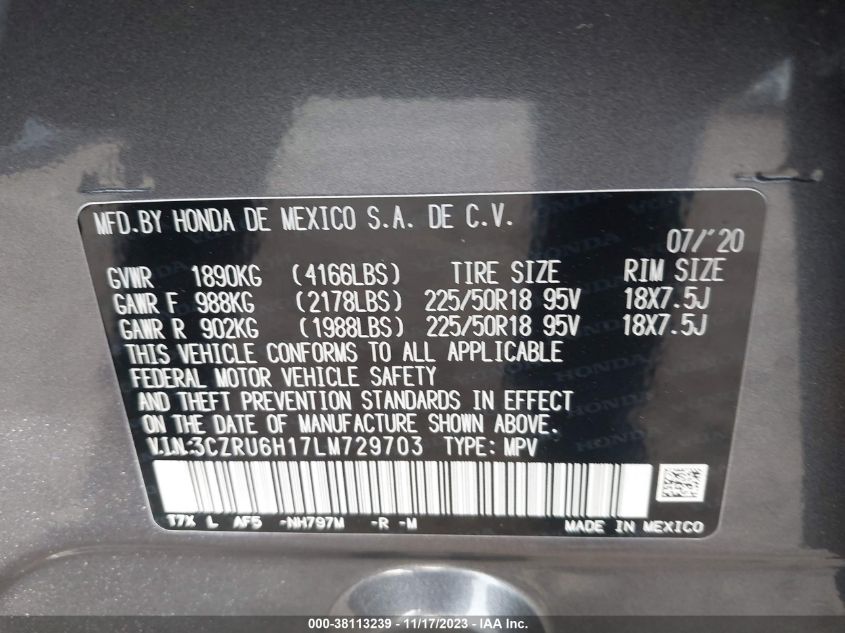 MFD.BY HONDA DE MEXICO S.A. DE C.V.
07/'20
GVWR 1890KG (4166LBS) TIRE SIZE RIM SIZE
GAWR F 988KG (2178LBS) 225/50R18 95V 18X7.5J
GAWR R 902KG (1988LBS) 225/50R18 95V 18X7.5J
THIS VEHICLE CONFORMS TO ALL APPLICABLE
FEDERAL MOTOR VEHICLE SAFETY
AND THEFT PREVENTION STANDARDS IN EFFECT
ON THE DATE OF MANUFACTURE SHOWN ABOVE.
V.I.N:3CZRU6H17LM729703 TYPE: MPV
T7X L AF5 -NH797M -R -M MADE IN MEXICO
000-38113239 - 11/17/2023 - IAA Inc.